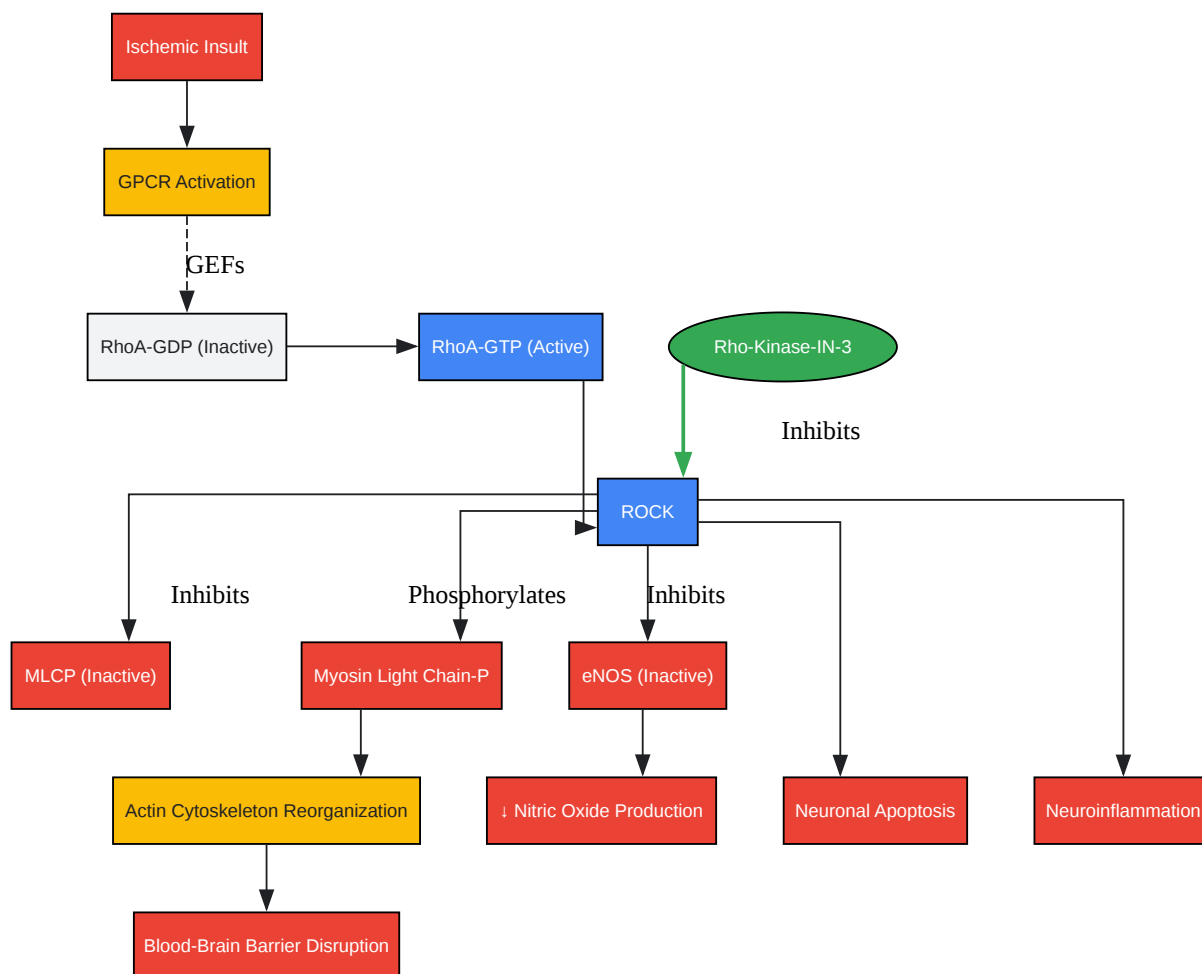 Ischemic Insult
GPCR Activation
GEFs
RhoA-GDP (Inactive)
RhoA-GTP (Active)
Rho-Kinase-IN-3
Inhibits
ROCK
Inhibits
Phosphorylates
Inhibits
MLCP (Inactive)
Myosin Light Chain-P
eNOS (Inactive)
Actin Cytoskeleton Reorganization
↓ Nitric Oxide Production
Neuronal Apoptosis
Neuroinflammation
Blood-Brain Barrier Disruption